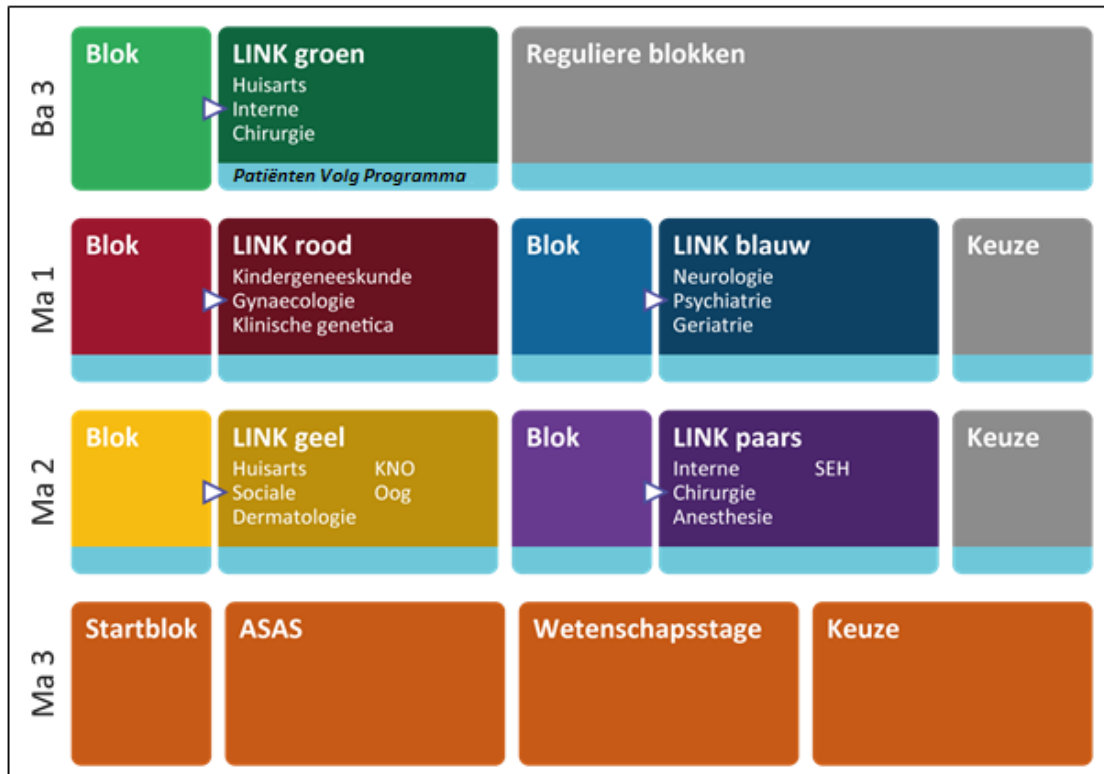 Ba 3
Blok
LINK groen
Huisarts
Interne
Chirurgie
Patiënten Volg Programma
Reguliere blokken
Ma 1
Blok
LINK rood
Kindergeneeskunde
Gynaecologie
Klinische genetica
Blok
LINK blauw
Neurologie
Psychiatrie
Geriatrie
Keuze
Ma 2
Blok
LINK geel
Huisarts KNO
Sociale Oog
Dermatologie
Blok
LINK paars
Interne SEH
Chirurgie
Anesthesie
Keuze
Ma 3
Startblok
ASAS
Wetenschapsstage
Keuze